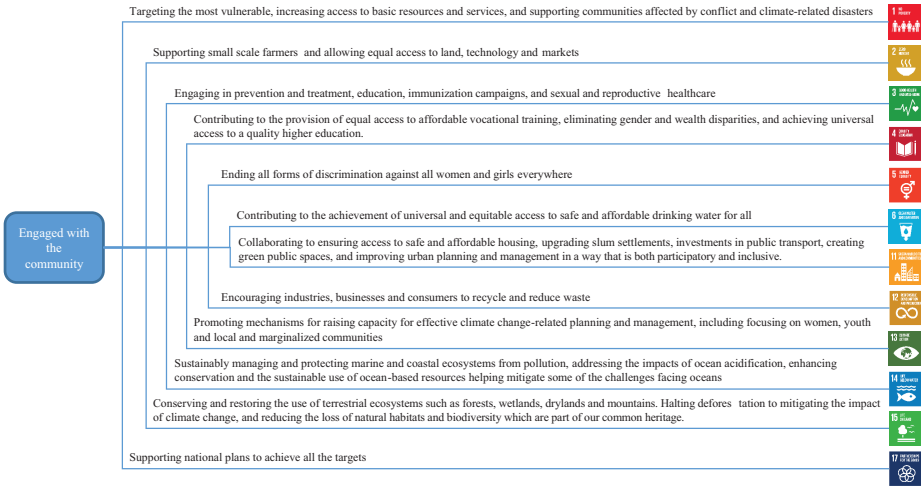 Targeting the most vulnerable, increasing access to basic resources and services, and supporting communities affected by conflict and climate-related disasters
1
Supporting small scale farmers and allowing equal access to land, technology and markets
2
Engaging in prevention and treatment, education, immunization campaigns, and sexual and reproductive healthcare
3
Contributing to the provision of equal access to affordable vocational training, eliminating gender and wealth disparities, and achieving universal
access to a quality higher education.
4
Ending all forms of discrimination against all women and girls everywhere
5
Engaged with
the
community
Contributing to the achievement of universal and equitable access to safe and affordable drinking water for all
6
Collaborating to ensuring access to safe and affordable housing, upgrading slum settlements, investments in public transport, creating
green public spaces, and improving urban planning and management in a way that is both participatory and inclusive.
11
Encouraging industries, businesses and consumers to recycle and reduce waste
12
Promoting mechanisms for raising capacity for effective climate change-related planning and management, including focusing on women, youth
and local and marginalized communities
13
Sustainably managing and protecting marine and coastal ecosystems from pollution, addressing the impacts of ocean acidification, enhancing
conservation and the sustainable use of ocean-based resources helping mitigate some of the challenges facing oceans
14
Conserving and restoring the use of terrestrial ecosystems such as forests, wetlands, drylands and mountains. Halting defores tation to mitigating the impact
of climate change, and reducing the loss of natural habitats and biodiversity which are part of our common heritage.
15
Supporting national plans to achieve all the targets
17